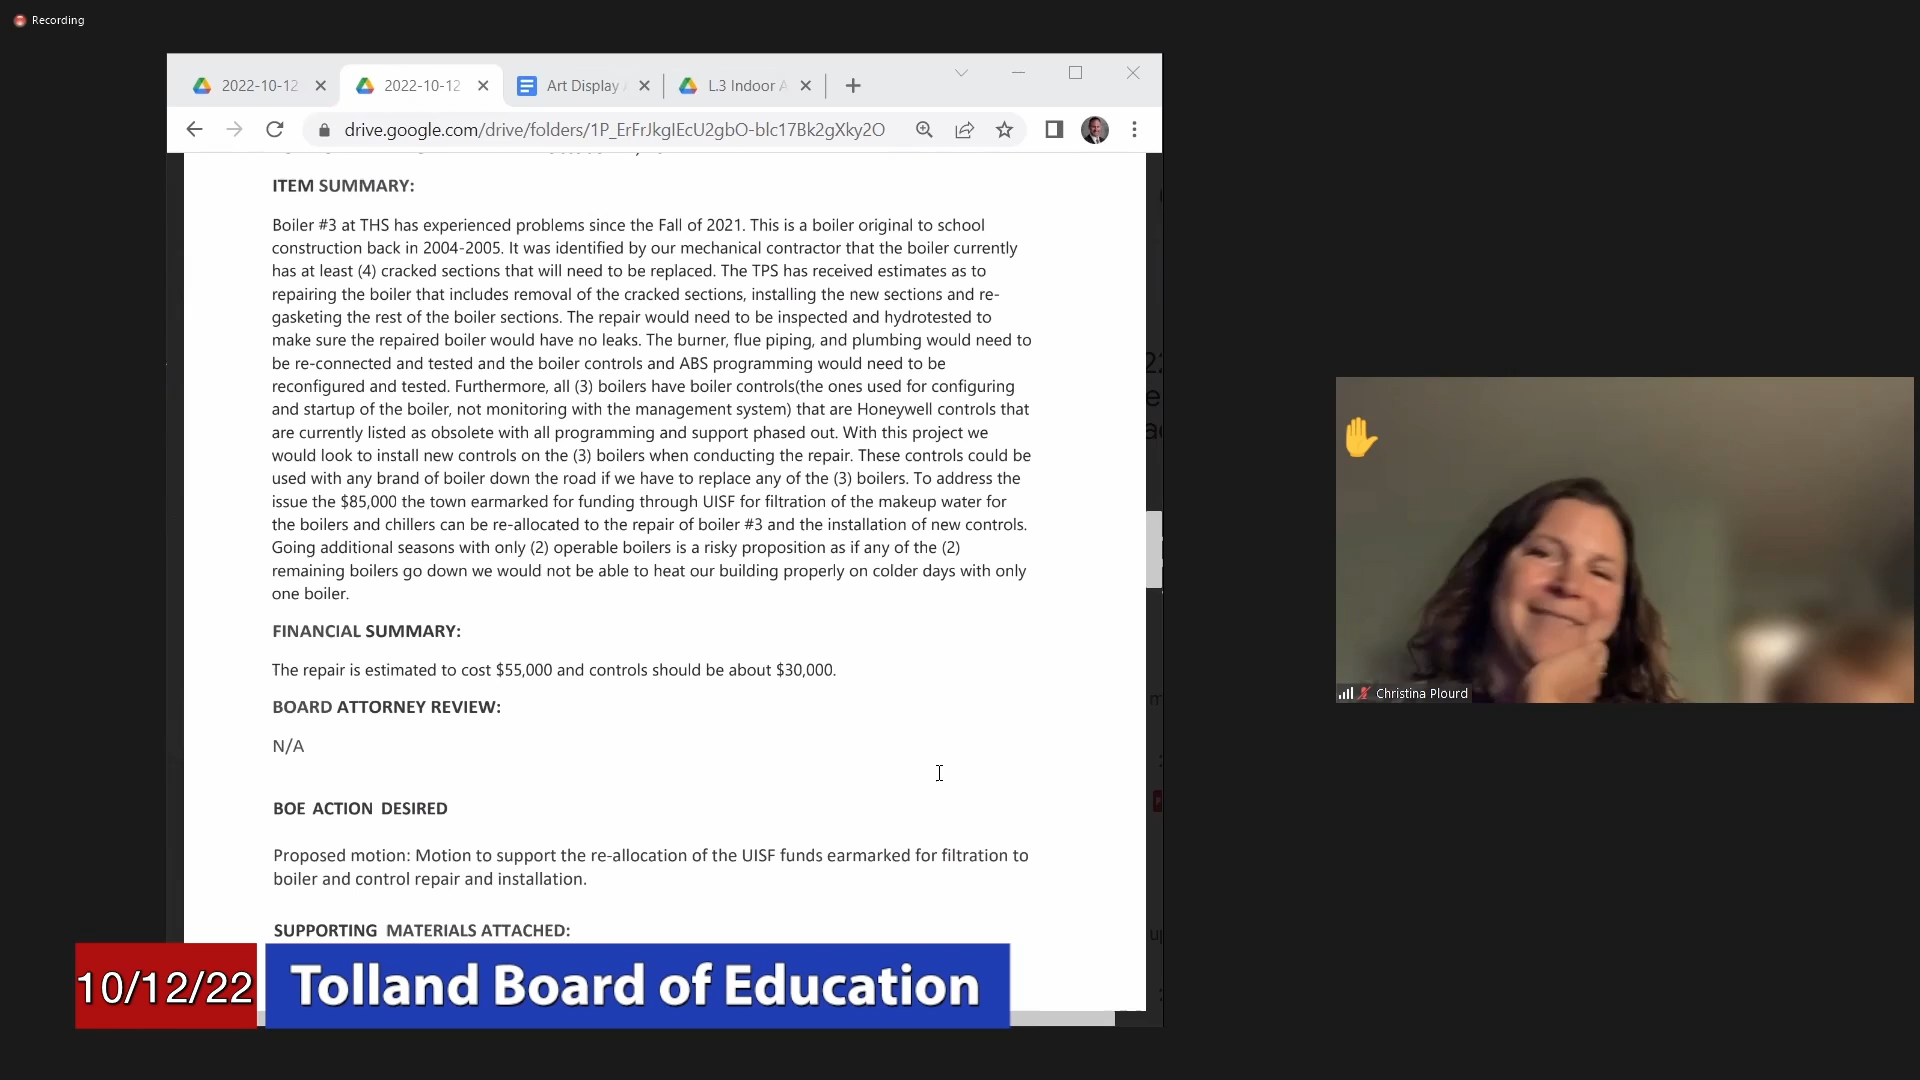 Recording
2022-10-12
2022-10-12
Art Display
L.3 Indoor A
drive.google.com/drive/folders/1P_ErFrJkgIEcU2gbO-blc17Bk2gXky2O
ITEM SUMMARY:
Boiler #3 at THS has experienced problems since the Fall of 2021. This is a boiler original to school
construction back in 2004-2005. It was identified by our mechanical contractor that the boiler currently
has at least (4) cracked sections that will need to be replaced. The TPS has received estimates as to
repairing the boiler that includes removal of the cracked sections, installing the new sections and re-
gasketing the rest of the boiler sections. The repair would need to be inspected and hydrotested to
make sure the repaired boiler would have no leaks. The burner, flue piping, and plumbing would need to
be re-connected and tested and the boiler controls and ABS programming would need to be
reconfigured and tested. Furthermore, all (3) boilers have boiler controls(the ones used for configuring
and startup of the boiler, not monitoring with the management system) that are Honeywell controls that
are currently listed as obsolete with all programming and support phased out. With this project we
would look to install new controls on the (3) boilers when conducting the repair. These controls could be
used with any brand of boiler down the road if we have to replace any of the (3) boilers. To address the
issue the $85,000 the town earmarked for funding through UISF for filtration of the makeup water for
the boilers and chillers can be re-allocated to the repair of boiler #3 and the installation of new controls.
Going additional seasons with only (2) operable boilers is a risky proposition as if any of the (2)
remaining boilers go down we would not be able to heat our building properly on colder days with only
one boiler.
FINANCIAL SUMMARY:
The repair is estimated to cost $55,000 and controls should be about $30,000.
BOARD ATTORNEY REVIEW:
N/A
BOE ACTION DESIRED
Proposed motion: Motion to support the re-allocation of the UISF funds earmarked for filtration to
boiler and control repair and installation.
SUPPORTING MATERIALS ATTACHED:
10/12/22
Tolland Board of Education
Christina Plourd